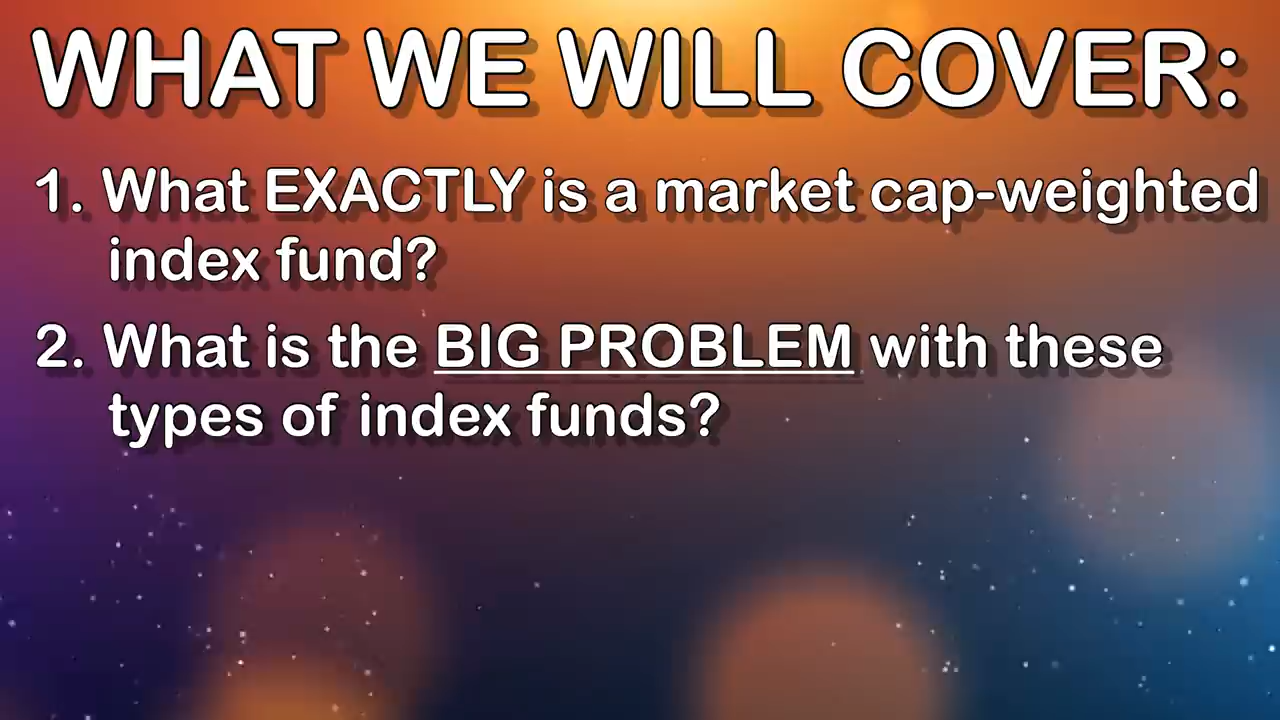 WHAT WE WILL COVER:
1. What EXACTLY is a market cap-weighted
index fund?
2. What is the BIG PROBLEM with these
types of index funds?